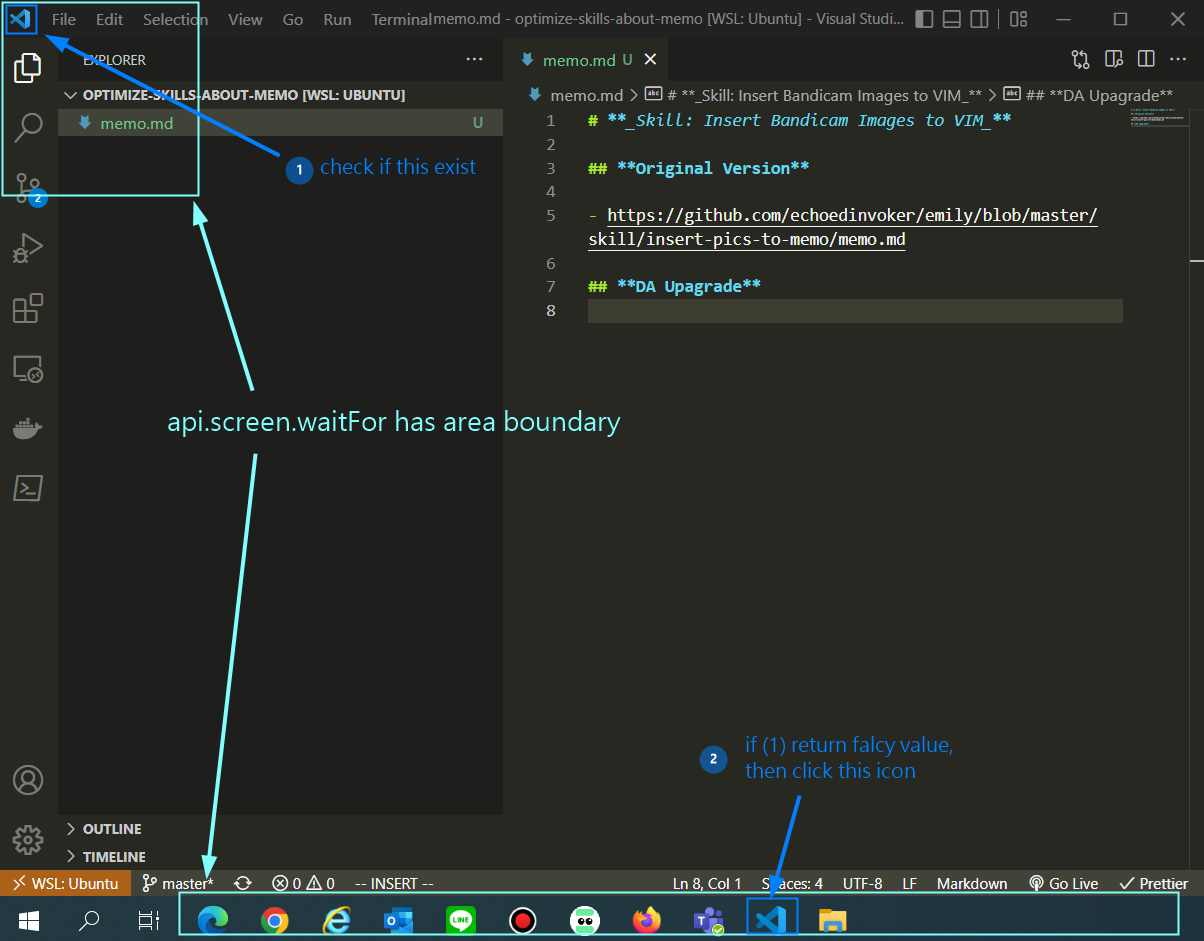 File Edit Selection View Go Run Terminal memo.md - optimize-skills-about-memo [WSL: Ubuntu] - Visual Studi...
EXPLORER
OPTIMIZE-SKILLS-ABOUT-MEMO [WSL: UBUNTU]
memo.md U
2
memo.md U
memo.md > # **_Skill: Insert Bandicam Images to VIM_** > ## **DA Upagrade**
1 # **_Skill: Insert Bandicam Images to VIM_**
2
3 ## **Original Version**
4
5 - https://github.com/echoedinvoker/emily/blob/master/
skill/insert-pics-to-memo/memo.md
6
7 ## **DA Upagrade**
8
1 check if this exist
api.screen.waitFor has area boundary
2 if (1) return falcy value,
then click this icon
OUTLINE
TIMELINE
WSL: Ubuntu master* 0 0 -- INSERT -- Ln 8, Col 1 Spaces: 4 UTF-8 LF Markdown Go Live Prettier
LINE